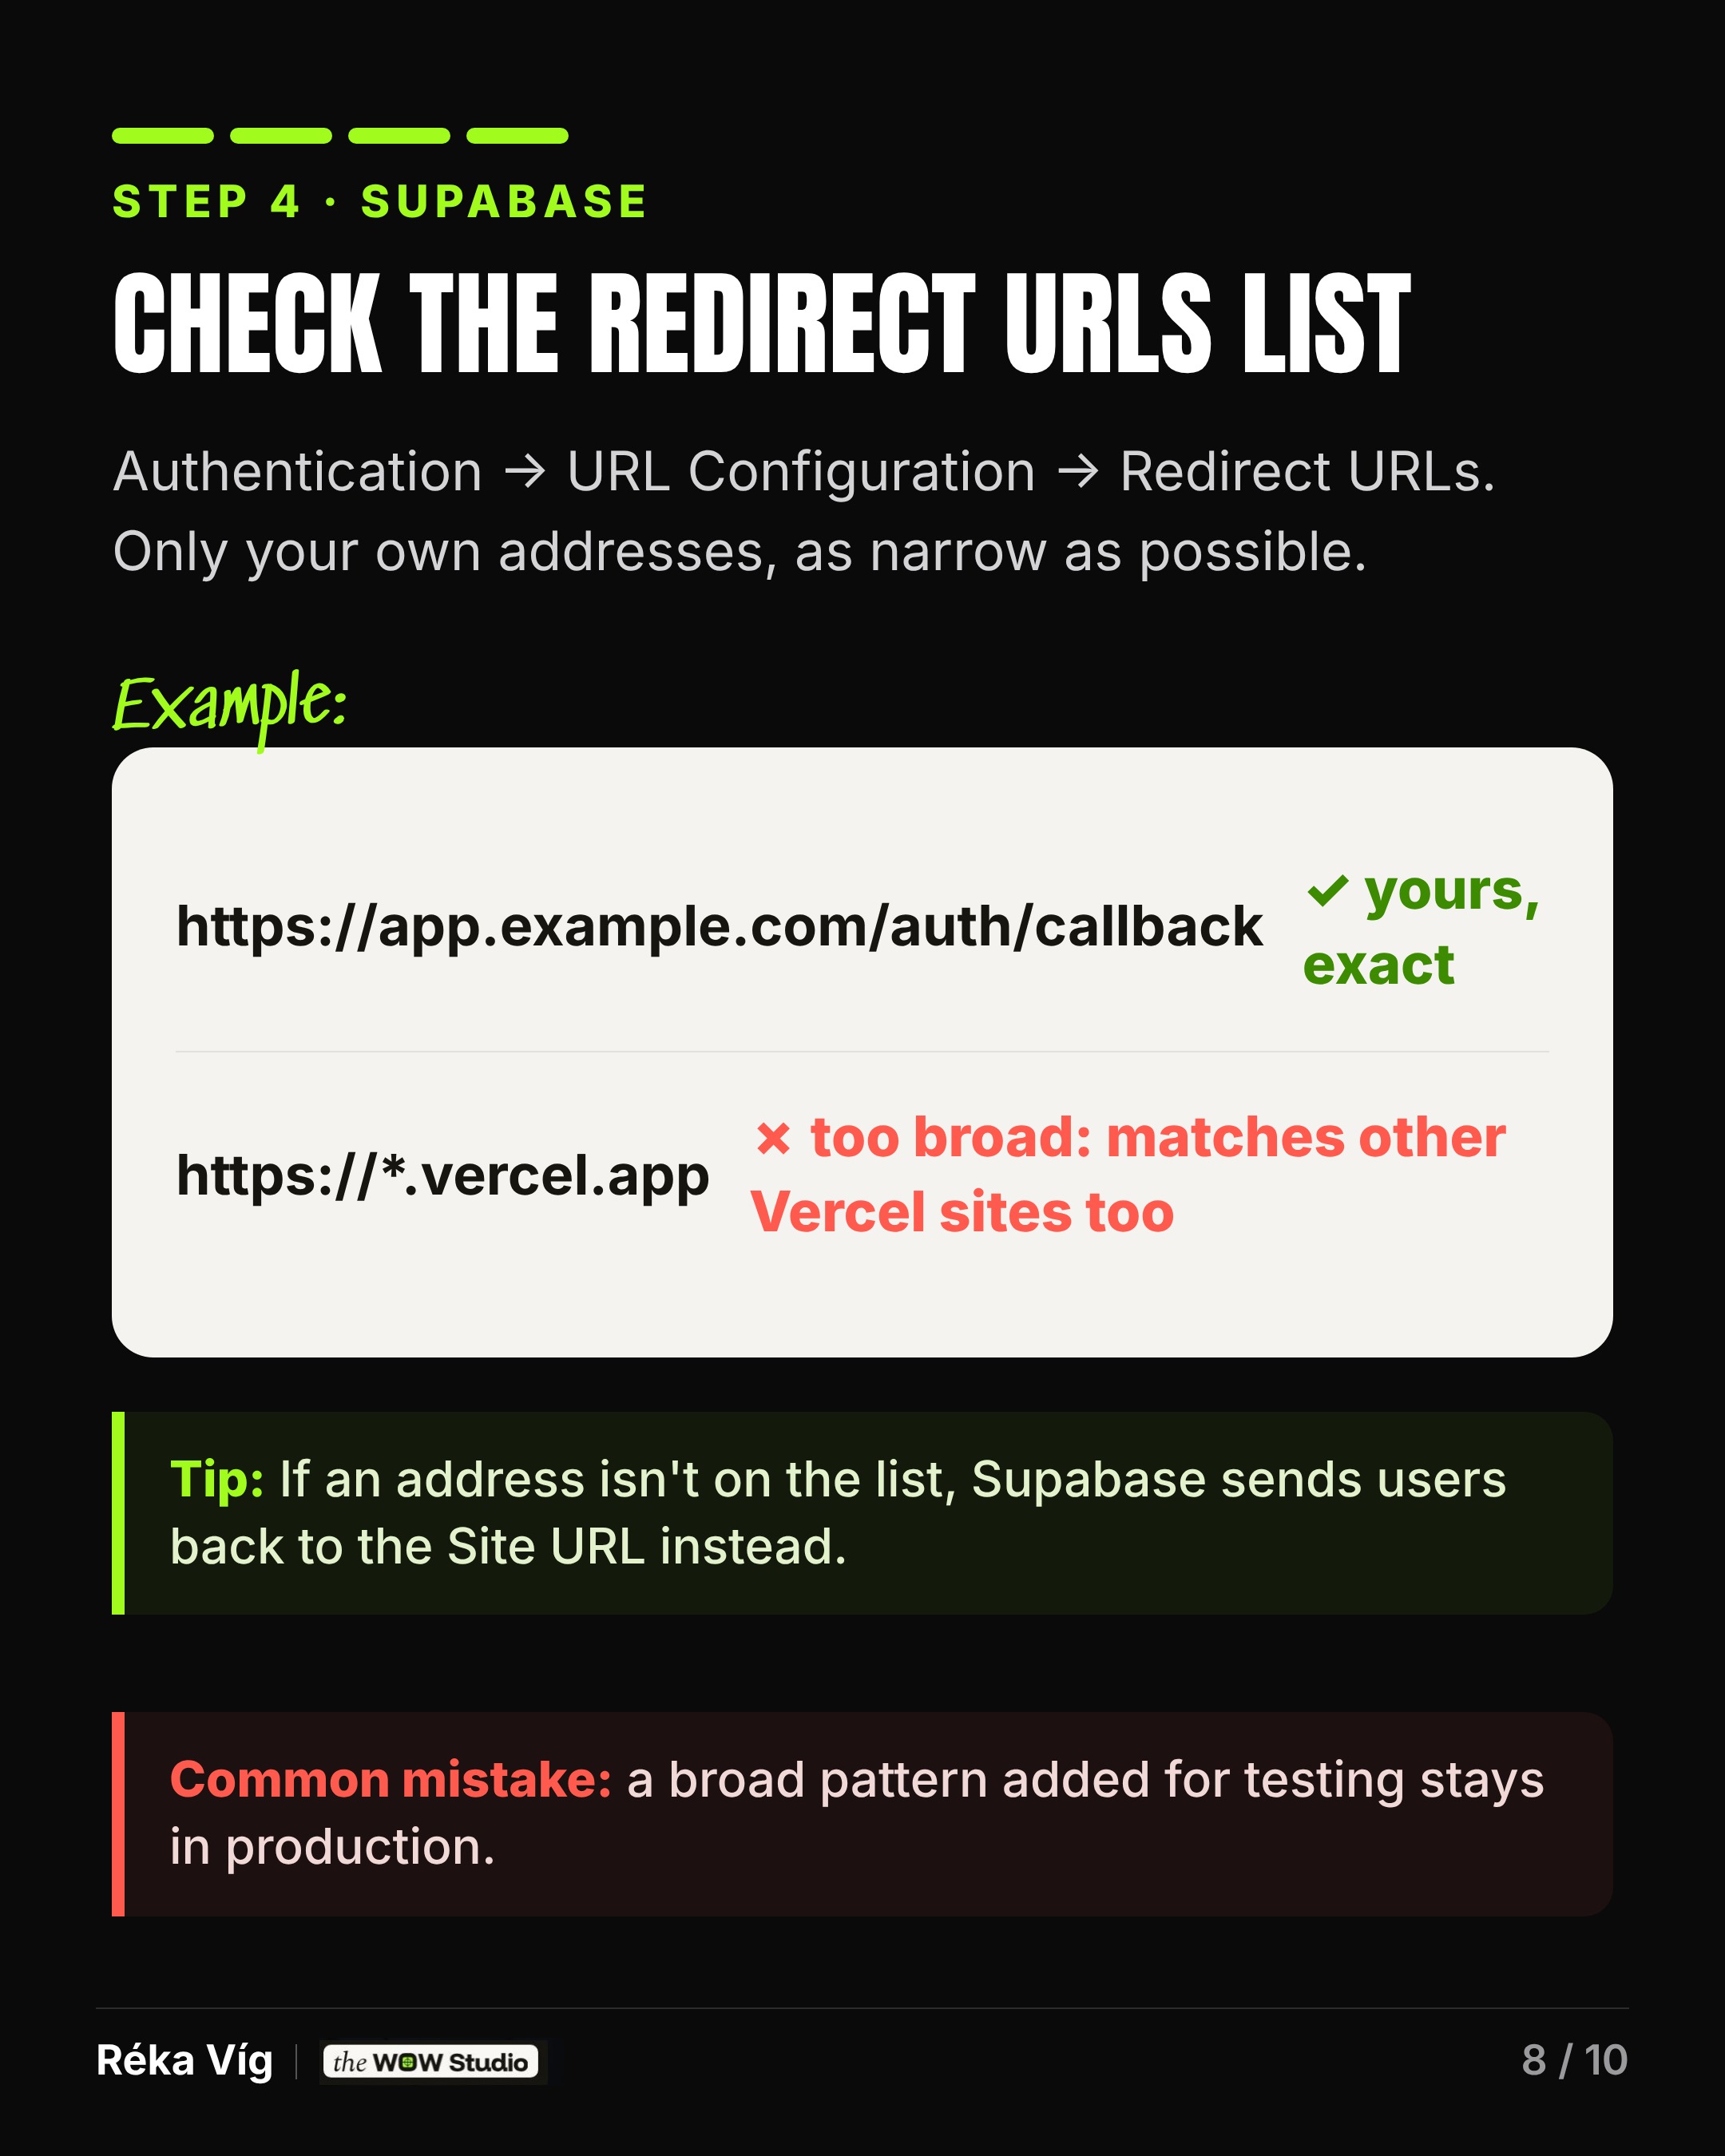 STEP 4 · SUPABASE
CHECK THE REDIRECT URLS LIST
Authentication → URL Configuration → Redirect URLs.
Only your own addresses, as narrow as possible.
Example:
https://app.example.com/auth/callback
✓ yours,
exact
https://*.vercel.app
× too broad: matches other
Vercel sites too
Tip: If an address isn't on the list, Supabase sends users
back to the Site URL instead.
Common mistake: a broad pattern added for testing stays
in production.
Réka Víg
the WOW Studio
8 / 10